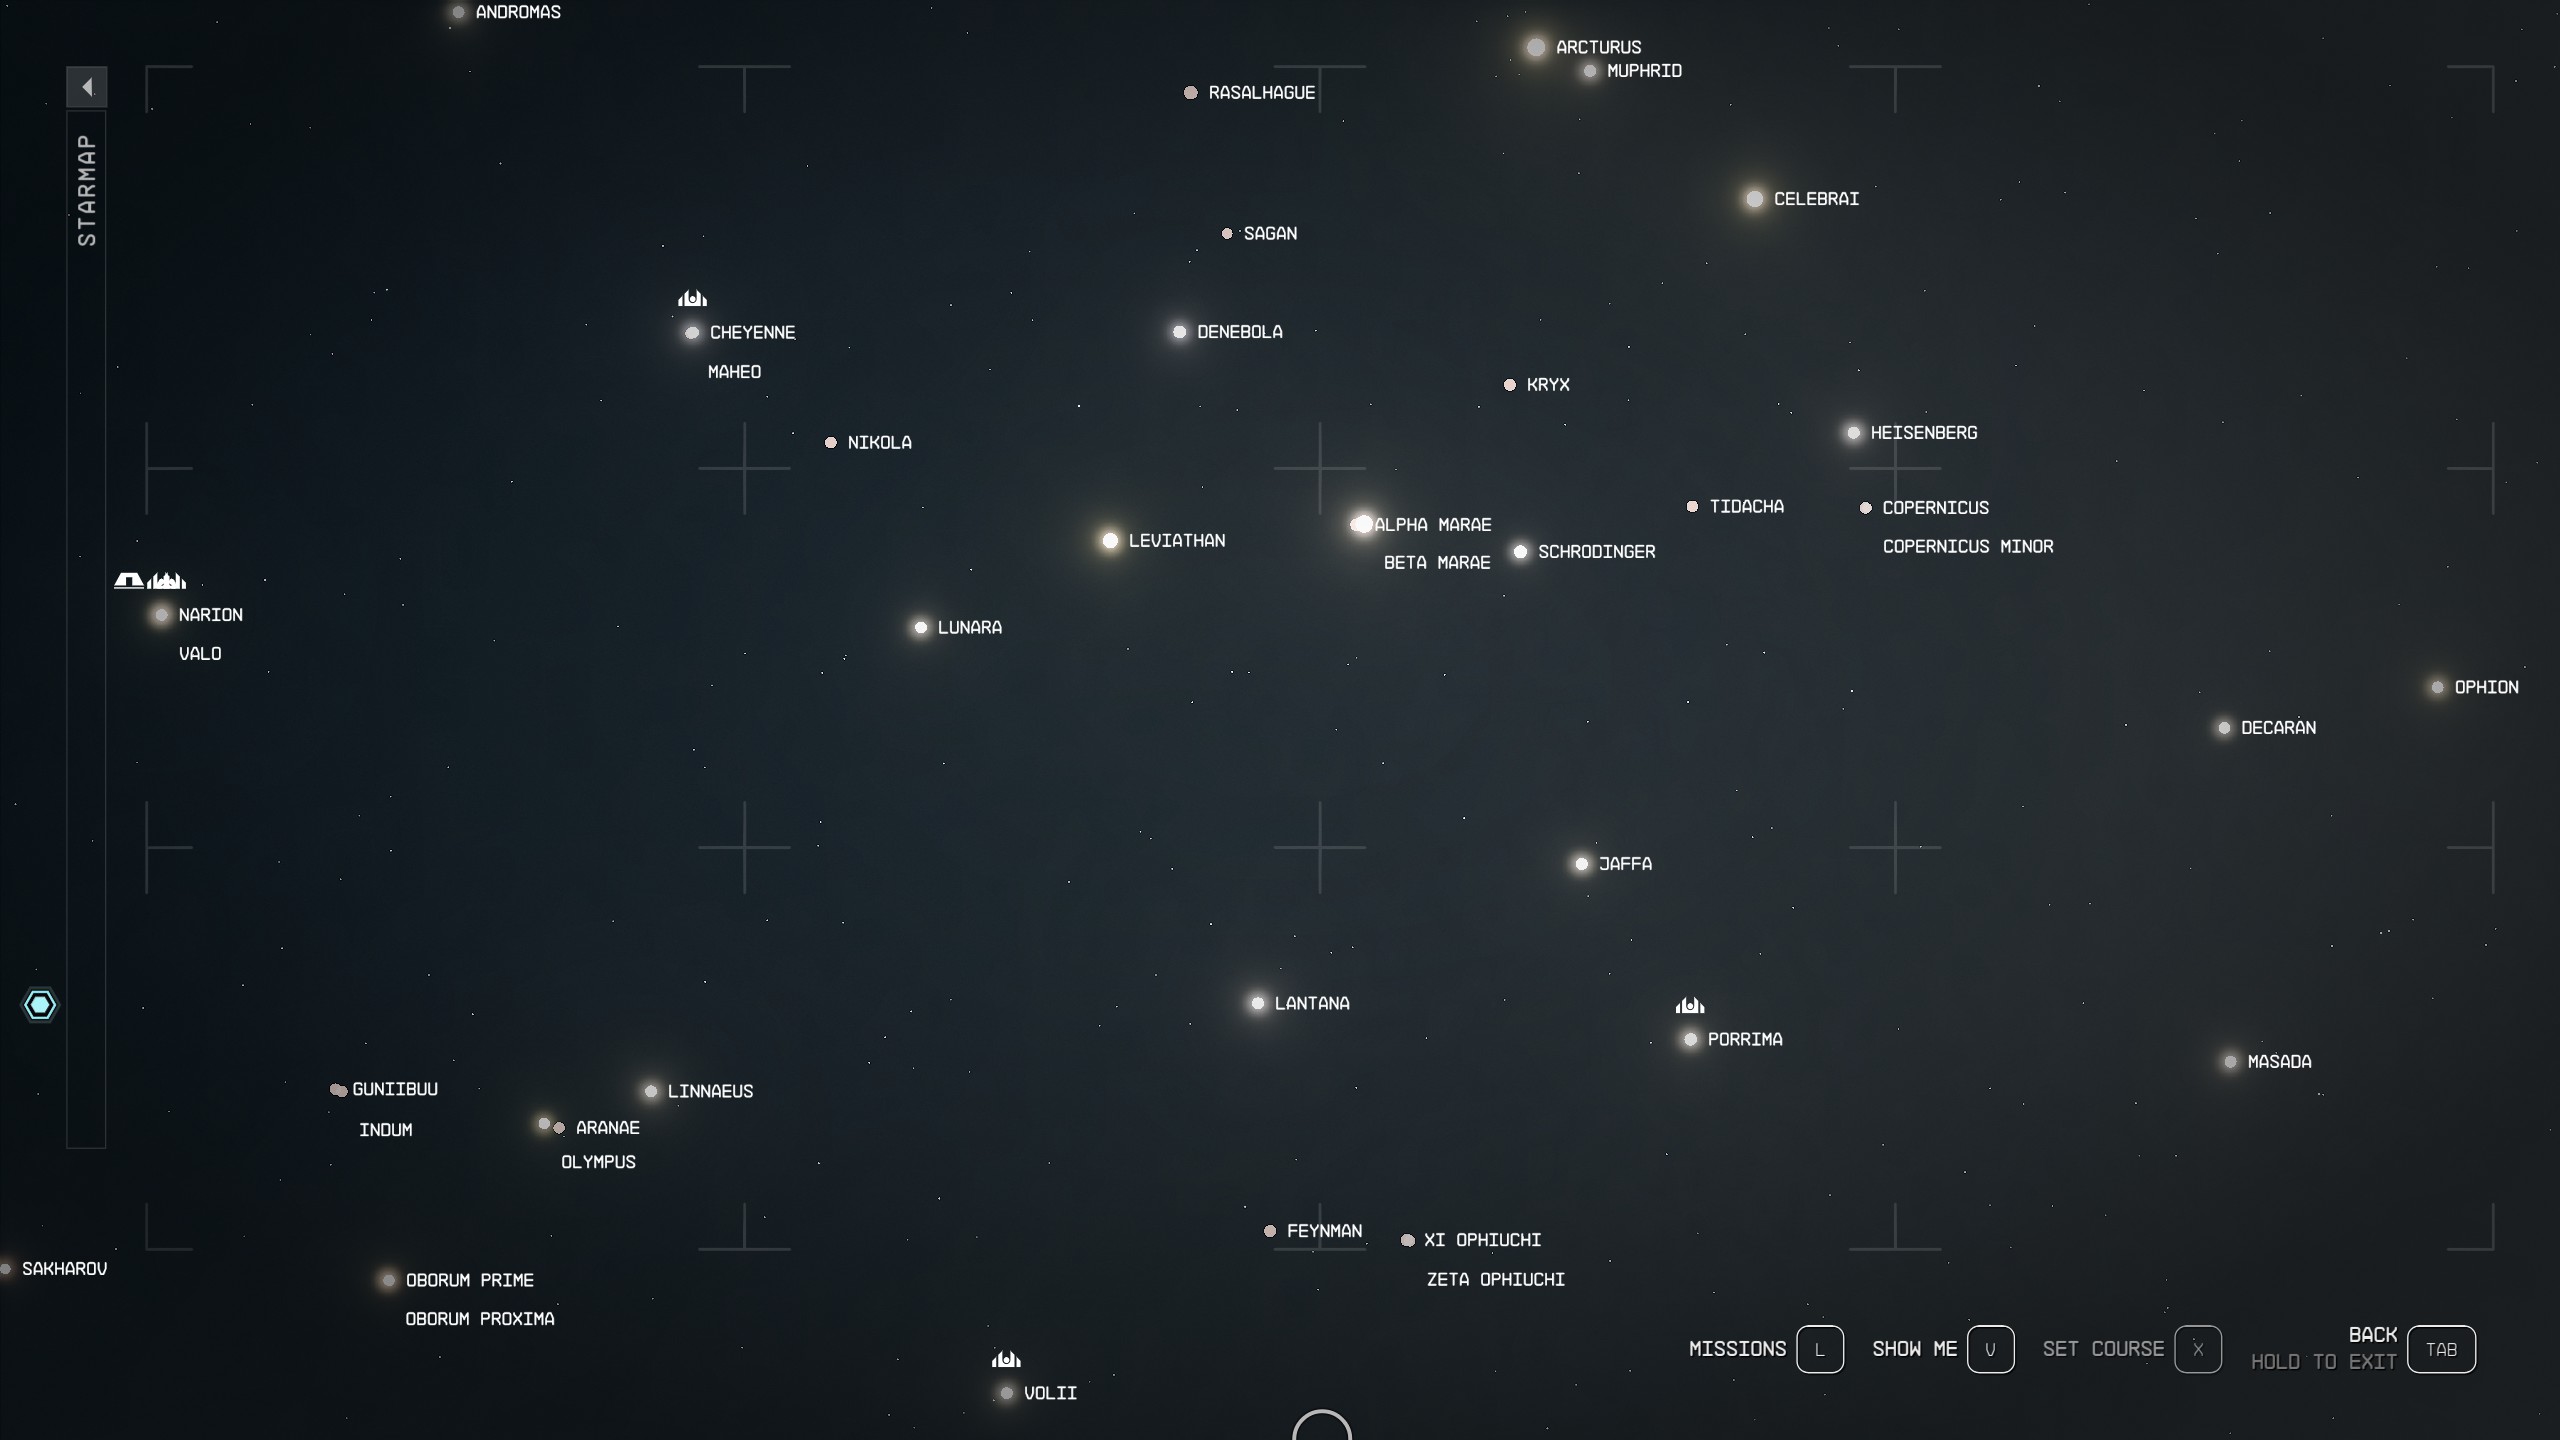 ANDROMAS
ARCTURUS
MUPHRID
RASALHAGUE
STARMAP
CELEBRAI
SAGAN
CHEYENNE
MAHEO
DENEBOLA
KRYX
NIKOLA
HEISENBERG
TIDACHA
COPERNICUS
COPERNICUS MINOR
ALPHA MARAE
BETA MARAE
LEVIATHAN
SCHRODINGER
NARION
VALO
LUNARA
OPHION
DECARAN
JAFFA
LANTANA
PORRIMA
MASADA
GUNIIBUU
INDUM
LINNAEUS
ARANAE
OLYMPUS
FEYNMAN
XI OPHIUCHI
ZETA OPHIUCHI
SAKHAROV
OBORUM PRIME
OBORUM PROXIMA
VOLII
MISSIONS L
SHOW ME V
SET COURSE X
BACK
HOLD TO EXIT
TAB